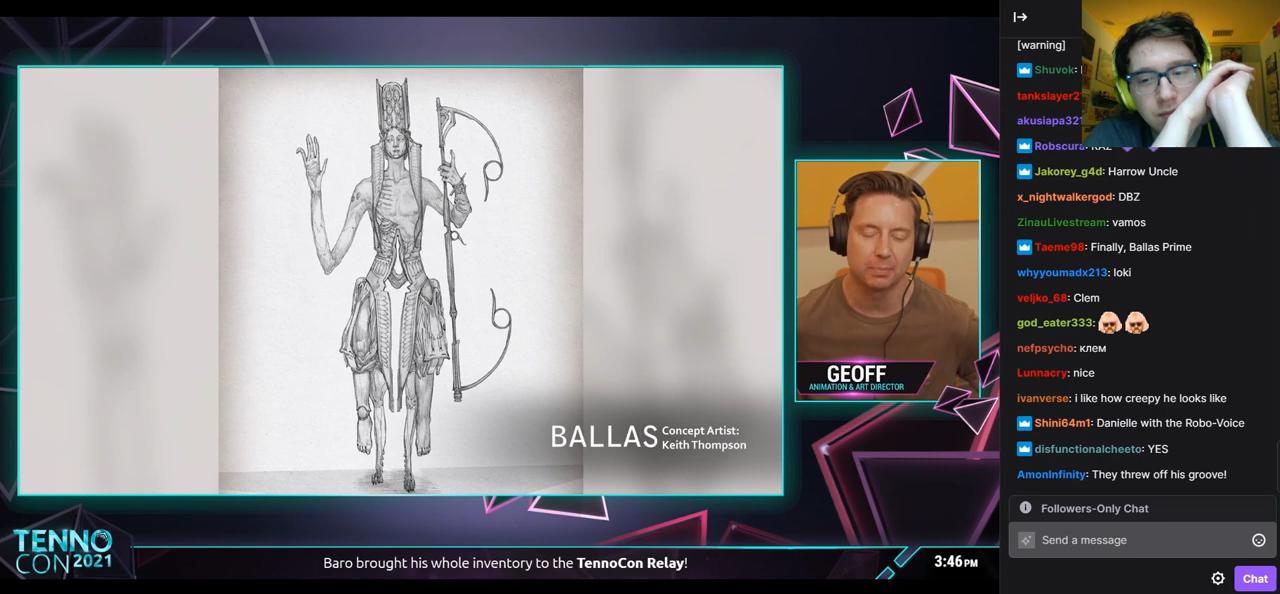 BALLAS
Concept Artist:
Keith Thompson
GEOFF
ANIMATION & ART DIRECTOR
TENNO
CON 2021
Baro brought his whole inventory to the TennoCon Relay!
3:46 PM
[warning]
Shuvok:
tankslayer2
akusiapa321
Robscura:
Jakorey_g4d: Harrow Uncle
x_nightwalkergod: DBZ
ZinauLivestream: vamos
Taeme98: Finally, Ballas Prime
whyyoumadx213: loki
veljko_68: Clem
god_eater333:
nefpsycho: клем
Lunnacry: nice
ivanverse: i like how creepy he looks like
Shini64m1: Danielle with the Robo-Voice
disfunctionalcheeto: YES
AmonInfinity: They threw off his groove!
Followers-Only Chat
Send a message
Chat